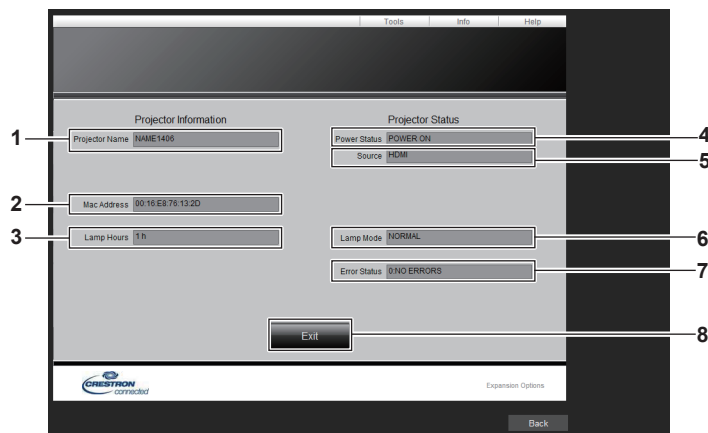 Tools Info Help
Projector Information
Projector Status
1
Projector Name NAME1406
Power Status POWER ON
4
Source HDMI
5
2
Mac Address 00:16:E8:76:13:2D
3
Lamp Hours 1 h
Lamp Mode NORMAL
6
Error Status 0:NO ERRORS
7
Exit
8
CRESTRON
connected
Expansion Options
Back